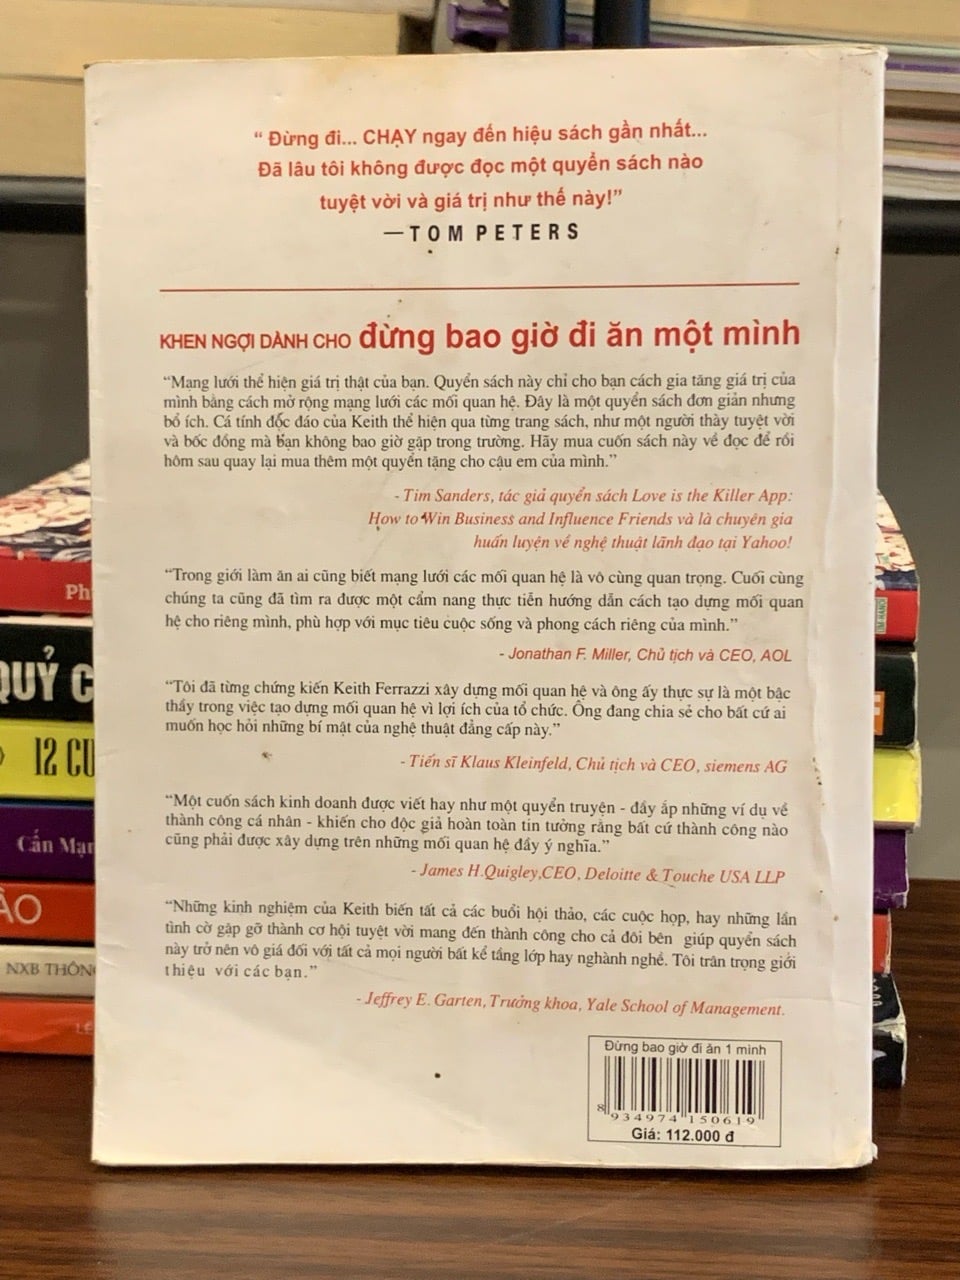 “ Đừng đi... CHẠY ngay đến hiệu sách gần nhất...
Đã lâu tôi không được đọc một quyển sách nào
tuyệt vời và giá trị như thế này!”
—TOM PETERS
KHEN NGỢI DÀNH CHO đừng bao giờ đi ăn một mình
“Mạng lưới thể hiện giá trị thật của bạn. Quyển sách này chỉ cho bạn cách gia tăng giá trị của
mình bằng cách mở rộng mạng lưới các mối quan hệ. Đây là một quyển sách đơn giản nhưng
bổ ích. Cá tính độc đáo của Keith thể hiện qua từng trang sách, như một người thày tuyệt vời
và bốc đồng mà bạn không bao giờ gặp trong trường. Hãy mua cuốn sách này về đọc để rồi
hôm sau quay lại mua thêm một quyển tặng cho cậu em của mình.”
- Tim Sanders, tác giả quyển sách Love is the Killer App:
How to Win Business and Influence Friends và là chuyên gia
huấn luyện về nghệ thuật lãnh đạo tại Yahoo!
“Trong giới làm ăn ai cũng biết mạng lưới các mối quan hệ là vô cùng quan trọng. Cuối cùng
chúng ta cũng đã tìm ra được một cẩm nang thực tiễn hướng dẫn cách tạo dựng mối quan
hệ cho riêng mình, phù hợp với mục tiêu cuộc sống và phong cách riêng của mình.”
- Jonathan F. Miller, Chủ tịch và CEO, AOL
“Tôi đã từng chứng kiến Keith Ferrazzi xây dựng mối quan hệ và ông ấy thực sự là một bậc
thầy trong việc tạo dựng mối quan hệ vì lợi ích của tổ chức. Ông đang chia sẻ cho bất cứ ai
muốn học hỏi những bí mật của nghệ thuật đẳng cấp này.”
- Tiến sĩ Klaus Kleinfeld, Chủ tịch và CEO, siemens AG
“Một cuốn sách kinh doanh được viết hay như một quyển truyện - đầy ắp những ví dụ về
thành công cá nhân - khiến cho độc giả hoàn toàn tin tưởng rằng bất cứ thành công nào
cũng phải được xây dựng trên những mối quan hệ đầy ý nghĩa.”
- James H.Quigley,CEO, Deloitte & Touche USA LLP
“Những kinh nghiệm của Keith biến tất cả các buổi hội thảo, các cuộc họp, hay những lần
tình cờ gặp gỡ thành cơ hội tuyệt vời mang đến thành công cho cả đôi bên giúp quyển sách
này trở nên vô giá đối với tất cả mọi người bất kể tầng lớp hay nghành nghề. Tôi trân trọng giới
thiệu với các bạn.”
- Jeffrey E. Garten, Trưởng khoa, Yale School of Management.
Đừng bao giờ đi ăn 1 mình
8 934974 150619
Giá: 112.000 đ
QUỶ C
12 CU
Cẩn Mạn
NXB THÔN